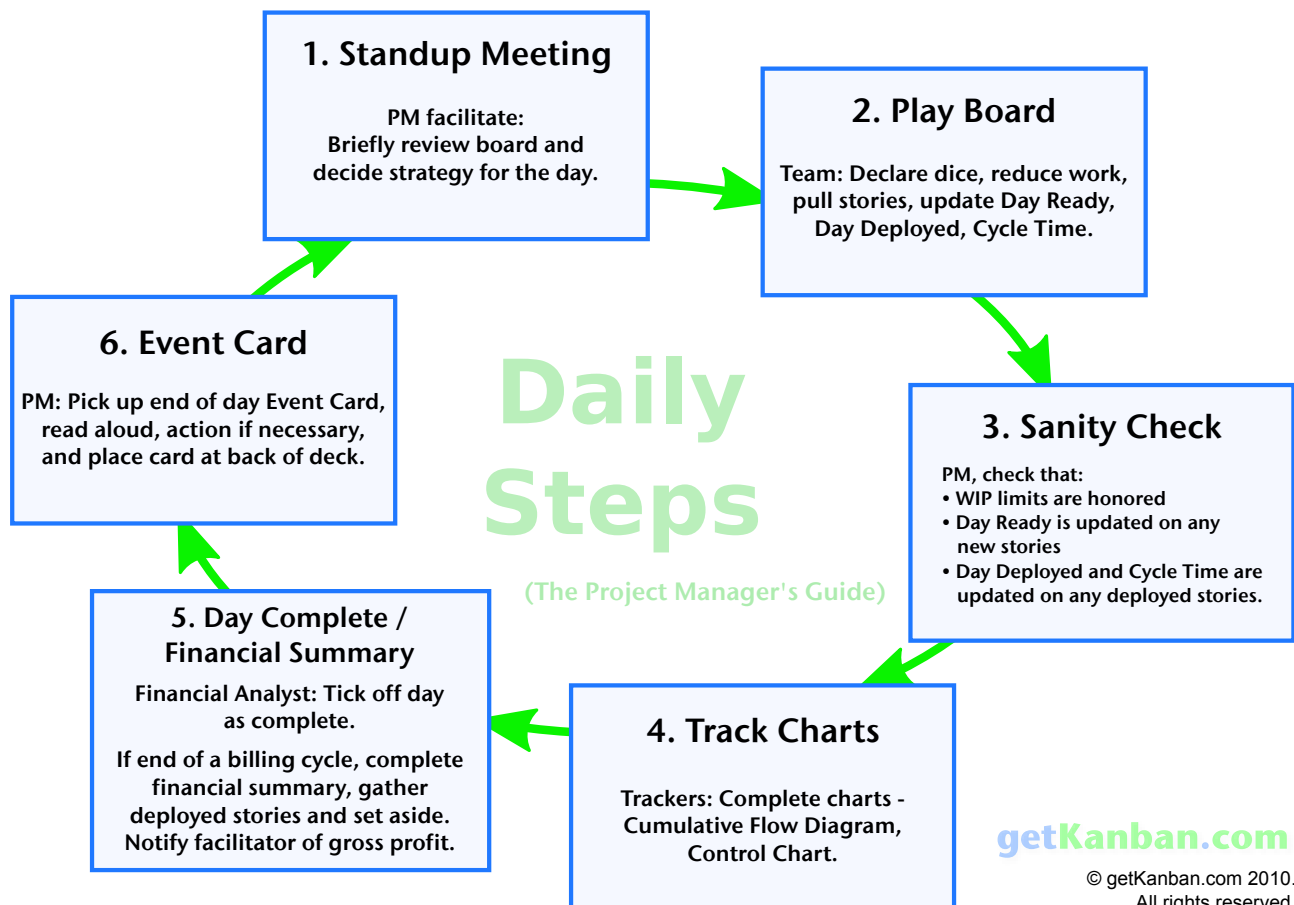 1. Standup Meeting
PM facilitate:
Briefly review board and
decide strategy for the day.
2. Play Board
Team: Declare dice, reduce work,
pull stories, update Day Ready,
Day Deployed, Cycle Time.
3. Sanity Check
PM, check that:
• WIP limits are honored
• Day Ready is updated on any
new stories
• Day Deployed and Cycle Time are
updated on any deployed stories.
4. Track Charts
Trackers: Complete charts -
Cumulative Flow Diagram,
Control Chart.
5. Day Complete /
Financial Summary
Financial Analyst: Tick off day
as complete.
If end of a billing cycle, complete
financial summary, gather
deployed stories and set aside.
Notify facilitator of gross profit.
6. Event Card
PM: Pick up end of day Event Card,
read aloud, action if necessary,
and place card at back of deck.
Daily
Steps
(The Project Manager's Guide)
getKanban.com
© getKanban.com 2010.
All rights reserved